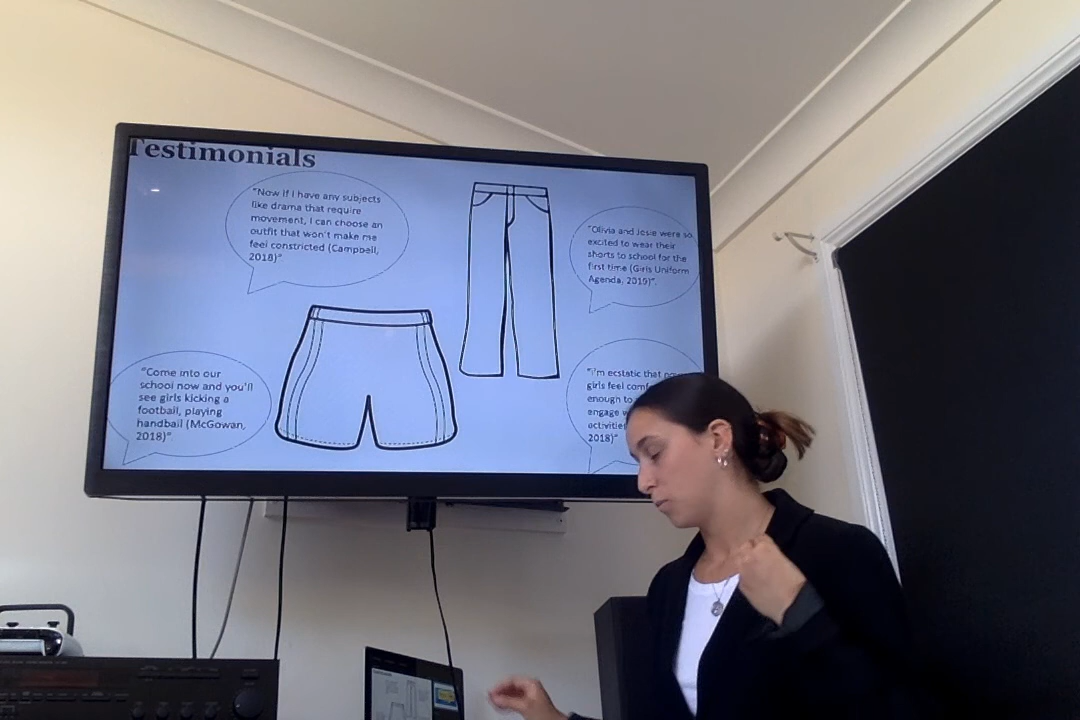 Testimonials
"Now if I have any subjects
like drama that require
movement, I can choose an
outfit that won't make me
feel constricted (Campbell,
2018)"
"Olivia and Josie were so
excited to wear their
shorts to school for the
first time (Girls Uniform
Agenda, 2019)".
"Come into our
school now and you'll
see girls kicking a
football, playing
handball (McGowan,
2018)"
"I'm ecstatic that now
girls feel
enough to
engage
2018)"